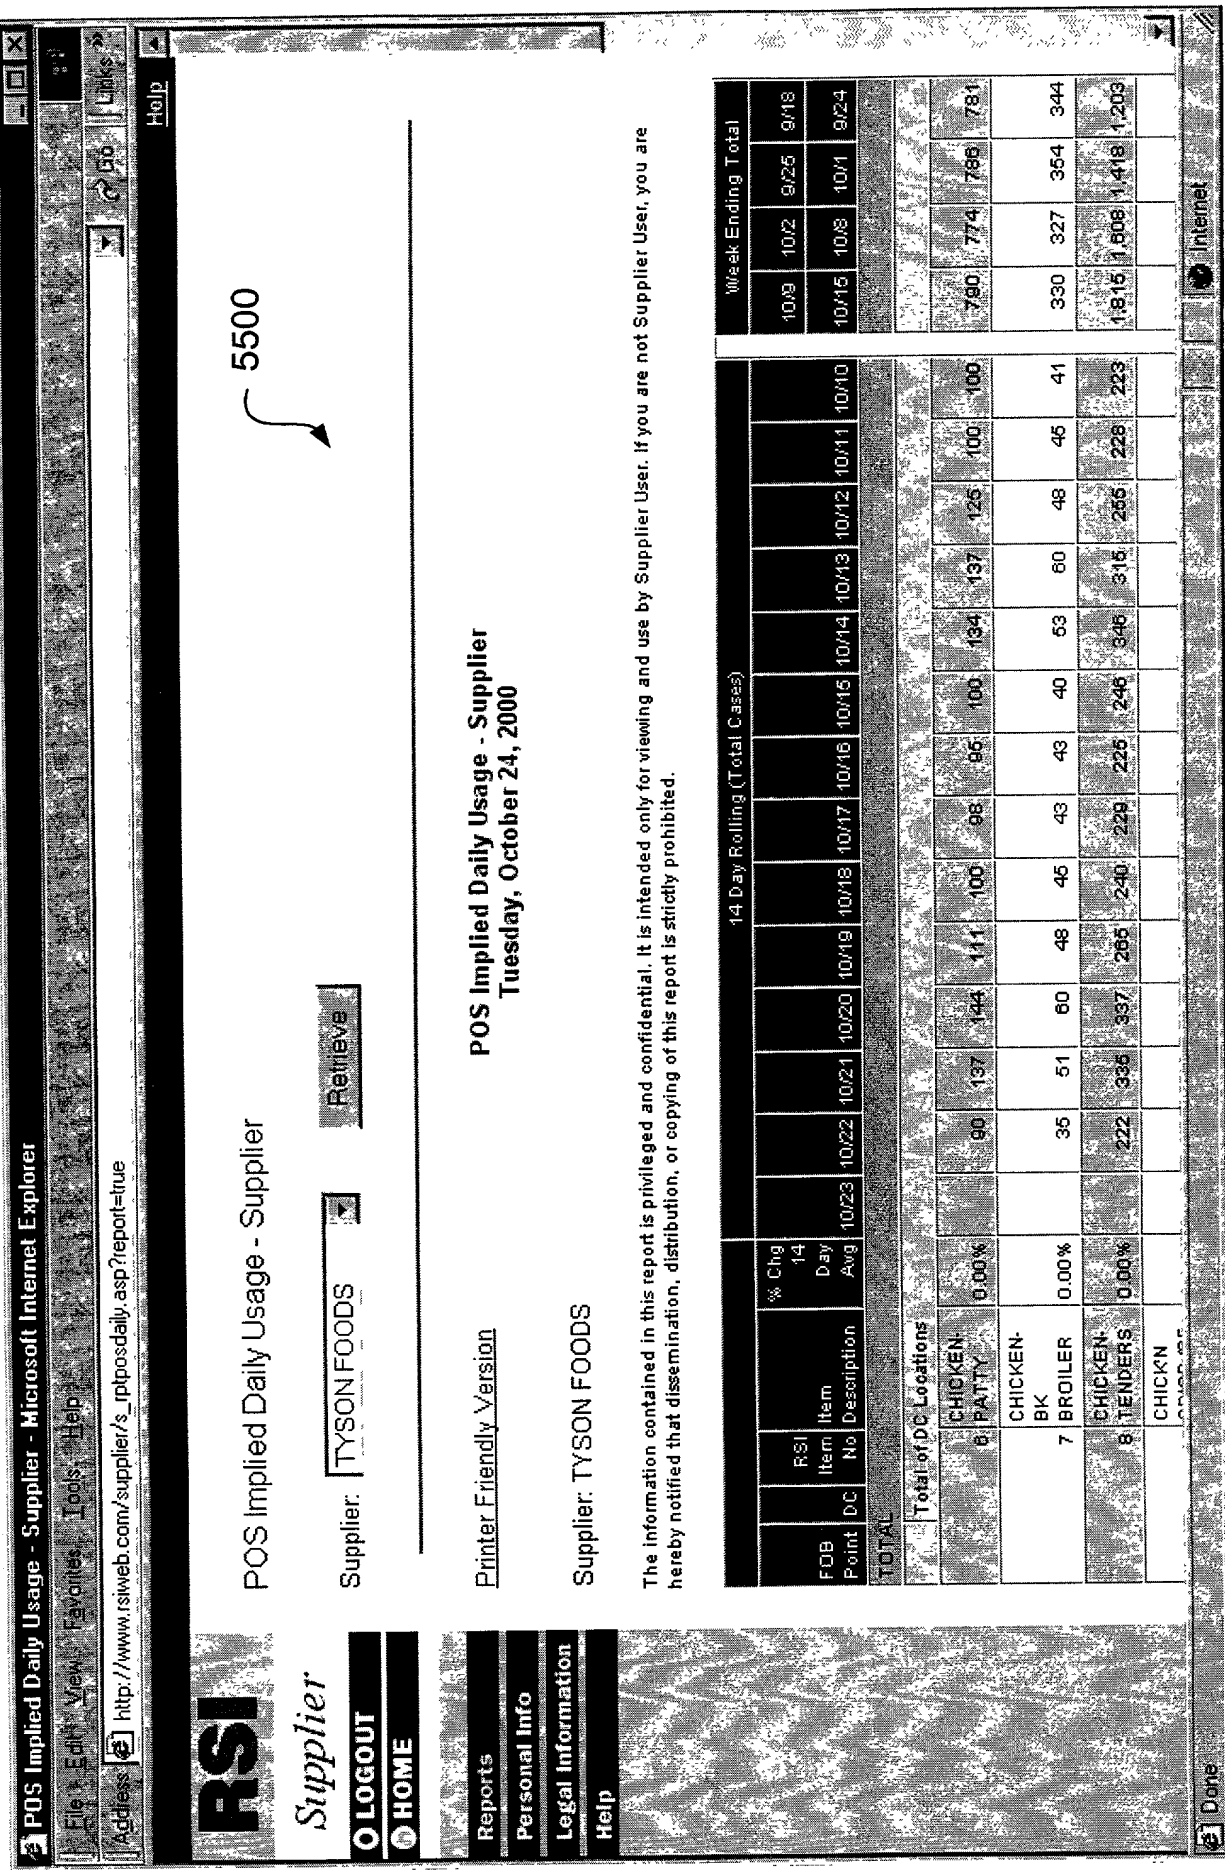 POS Implied Daily Usage - Supplier - Microsoft Internet Explorer
File Edit View Favorites Tools Help
Address http://www.rsiweb.com/supplier/s_rptposdaily.asp?report=true Go Links »
Help
RSI
Supplier
LOGOUT
HOME
Reports
Personal Info
Legal Information
Help
POS Implied Daily Usage - Supplier
5500
Supplier: TYSON FOODS Retrieve
Printer Friendly Version
POS Implied Daily Usage - Supplier
Tuesday, October 24, 2000
Supplier: TYSON FOODS
The information contained in this report is privileged and confidential. It is intended only for viewing and use by Supplier User. If you are not Supplier User, you are
hereby notified that dissemination, distribution, or copying of this report is strictly prohibited.
14 Day Rolling (Total Cases) Week Ending Total
FOB Point DC RSI Item No Item Description % Chg 14 Day Avg 10/23 10/22 10/21 10/20 10/19 10/18 10/17 10/16 10/15 10/14 10/13 10/12 10/11 10/10
10/9 10/2 9/25 9/18
10/15 10/8 10/1 9/24
TOTAL
Total of DC Locations
6 CHICKEN-PATTY 0.00% 90 137 144 111 100 98 95 100 134 137 125 100 100 790 774 786 781
7 CHICKEN-BK BROILER 0.00% 35 51 60 48 45 43 43 40 53 60 48 45 41 330 327 354 344
8 CHICKEN-TENDERS 0.00% 222 335 337 265 240 229 225 246 346 315 255 228 223 1,815 1,608 1,418 1,203
CHICK'N
Done Internet